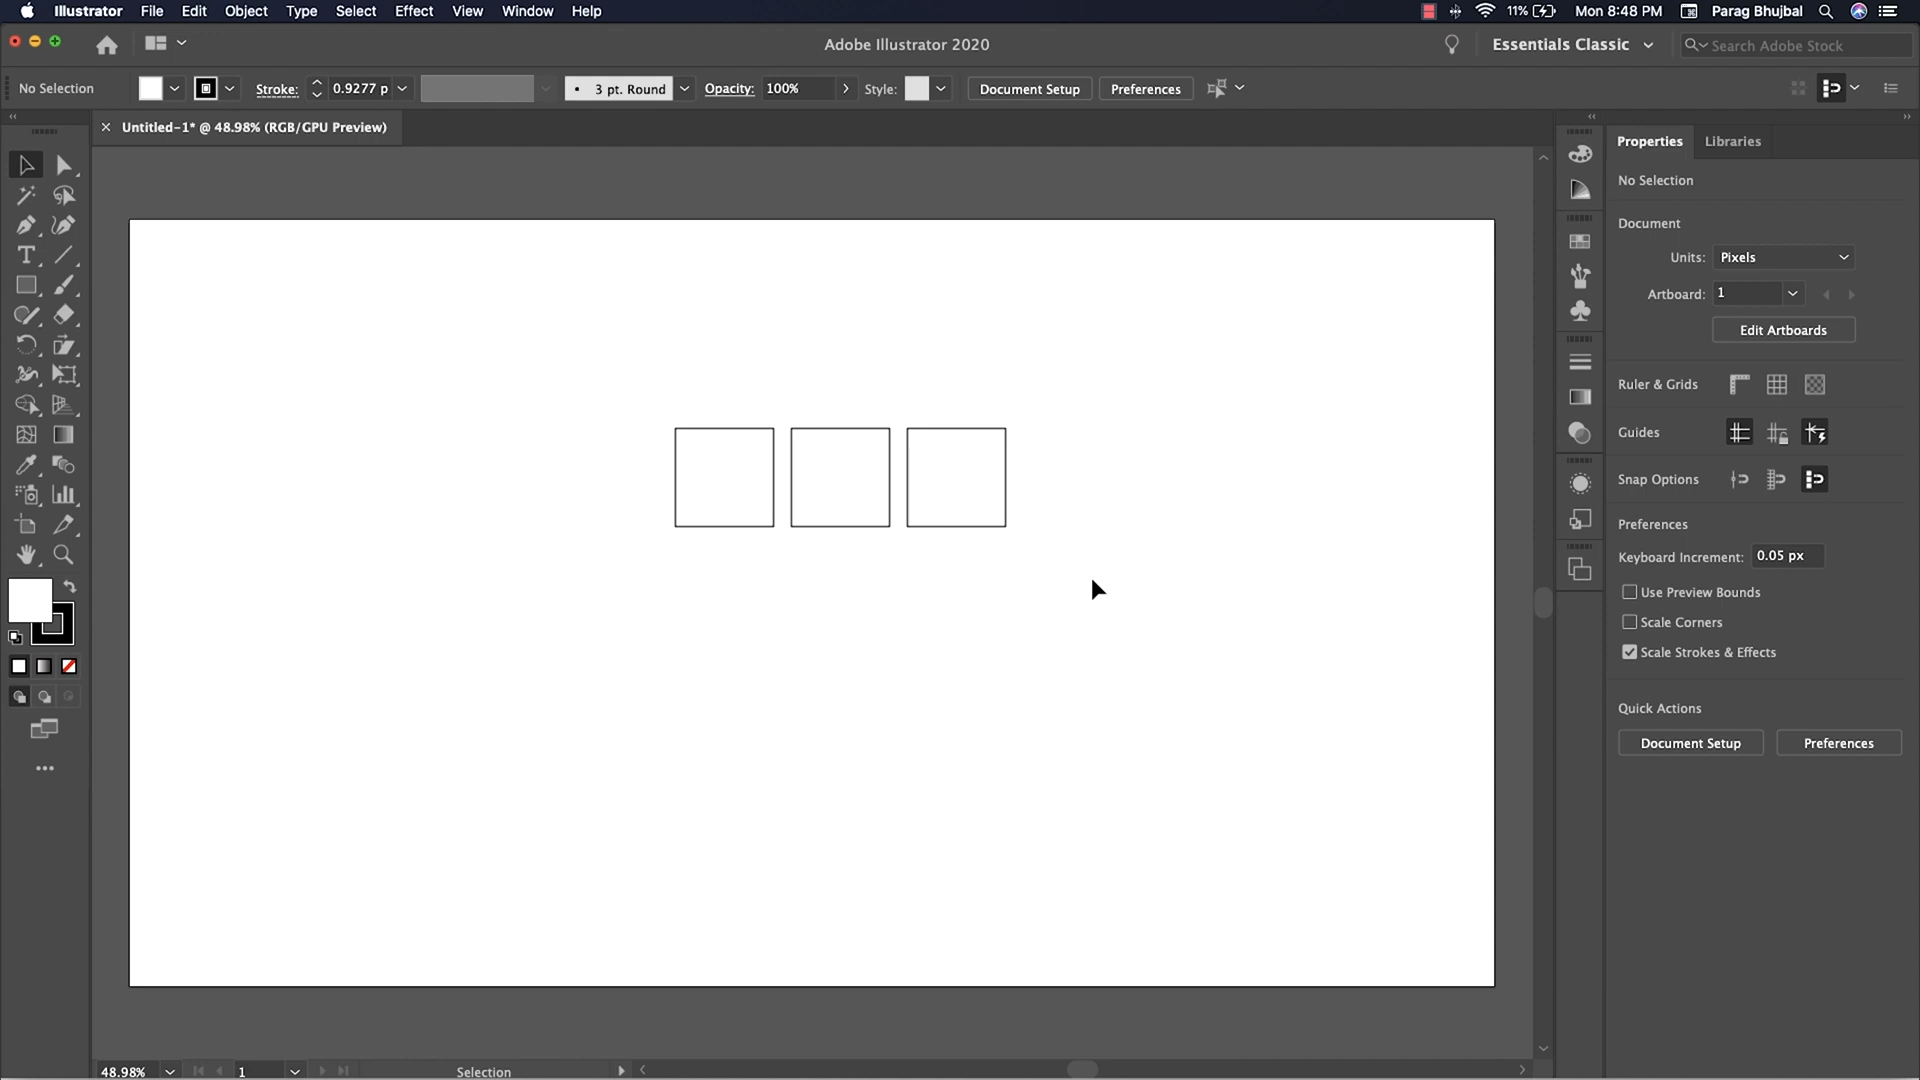 Illustrator File Edit Object Type Select Effect View Window Help 11% Mon 8:48 PM Parag Bhujbal
Adobe Illustrator 2020 Essentials Classic Search Adobe Stock
No Selection Stroke: 0.9277 p 3 pt. Round Opacity: 100% Style: Document Setup Preferences
Untitled-1* @ 48.98% (RGB/GPU Preview)
Properties Libraries
No Selection
Document
Units: Pixels
Artboard: 1
Edit Artboards
Ruler & Grids
Guides
Snap Options
Preferences
Keyboard Increment: 0.05 px
Use Preview Bounds
Scale Corners
Scale Strokes & Effects
Quick Actions
Document Setup Preferences
48.98% 1 Selection